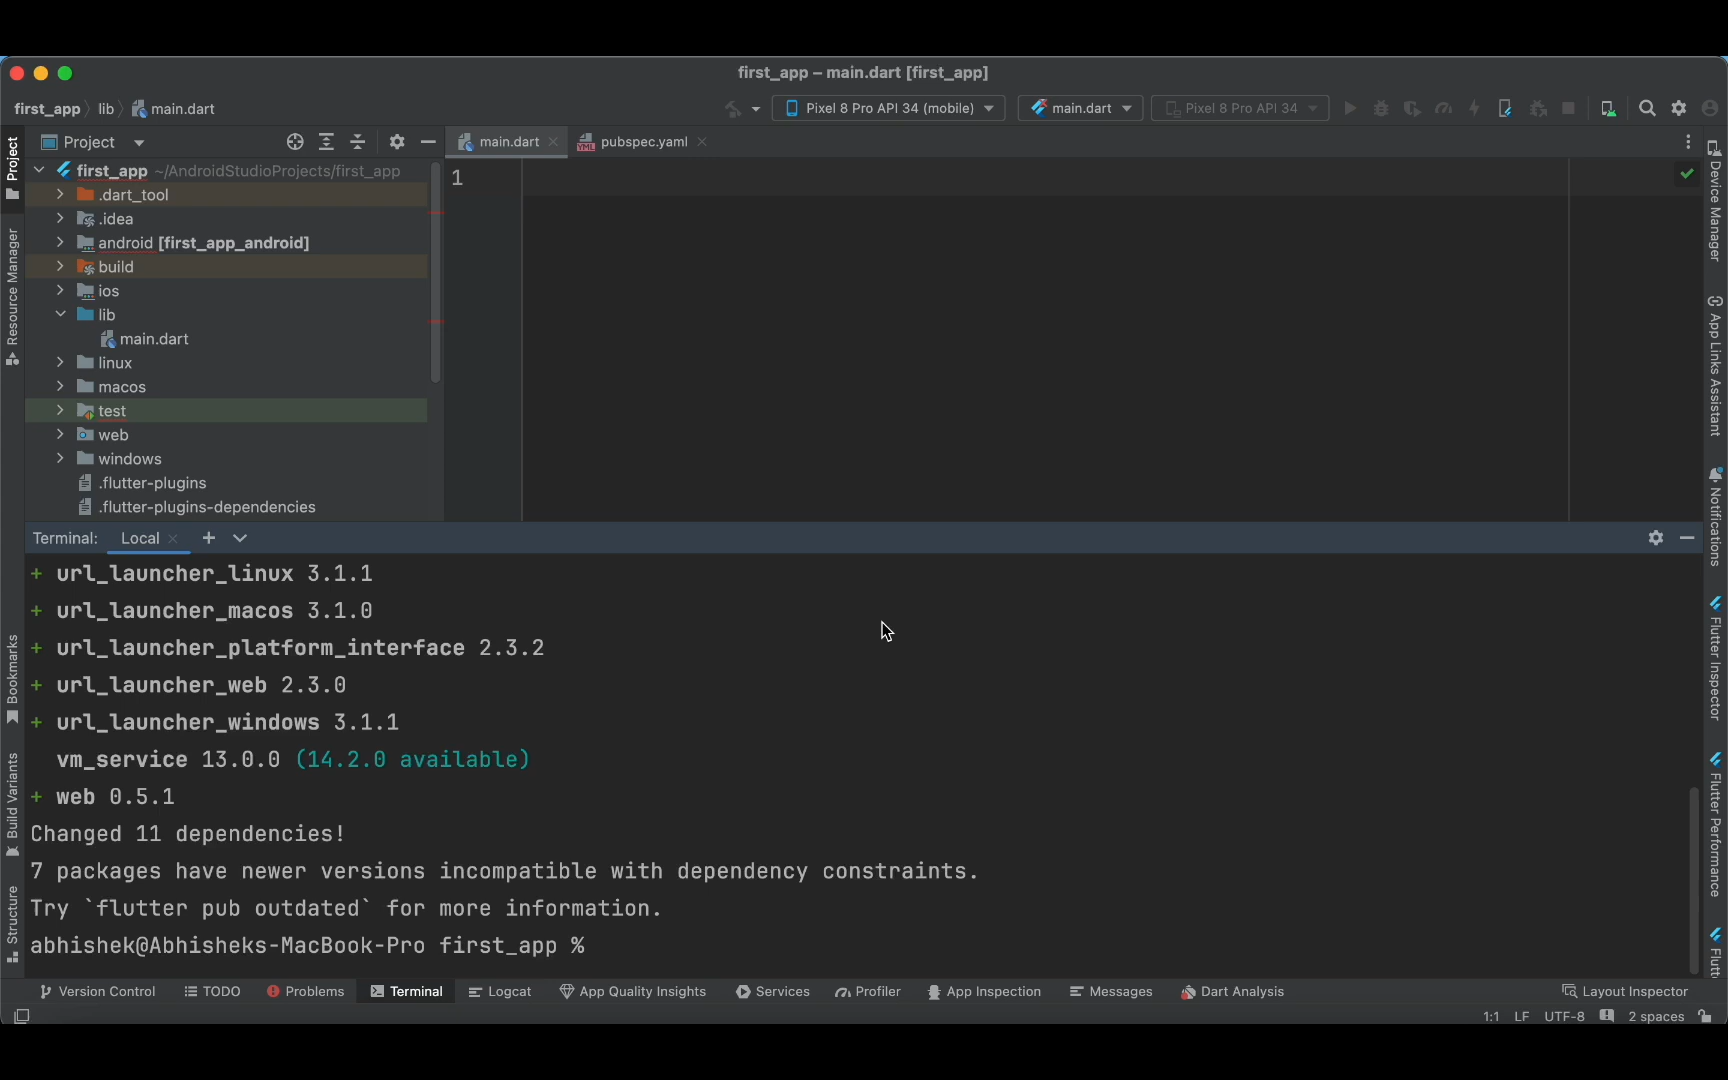 first_app – main.dart [first_app]
first_app lib main.dart
Pixel 8 Pro API 34 (mobile)
main.dart
Pixel 8 Pro API 34
Project
main.dart
pubspec.yaml
first_app ~/AndroidStudioProjects/first_app
.dart_tool
.idea
android [first_app_android]
build
ios
lib
main.dart
linux
macos
test
web
windows
.flutter-plugins
.flutter-plugins-dependencies
1
Project
Resource Manager
Bookmarks
Build Variants
Structure
Device Manager
App Links Assistant
Notifications
Flutter Inspector
Flutter Performance
Flutt
Terminal: Local
+ url_launcher_linux 3.1.1
+ url_launcher_macos 3.1.0
+ url_launcher_platform_interface 2.3.2
+ url_launcher_web 2.3.0
+ url_launcher_windows 3.1.1
vm_service 13.0.0 (14.2.0 available)
+ web 0.5.1
Changed 11 dependencies!
7 packages have newer versions incompatible with dependency constraints.
Try `flutter pub outdated` for more information.
abhishek@Abhisheks-MacBook-Pro first_app %
Version Control TODO Problems Terminal Logcat App Quality Insights Services Profiler App Inspection Messages Dart Analysis Layout Inspector
1:1 LF UTF-8 2 spaces